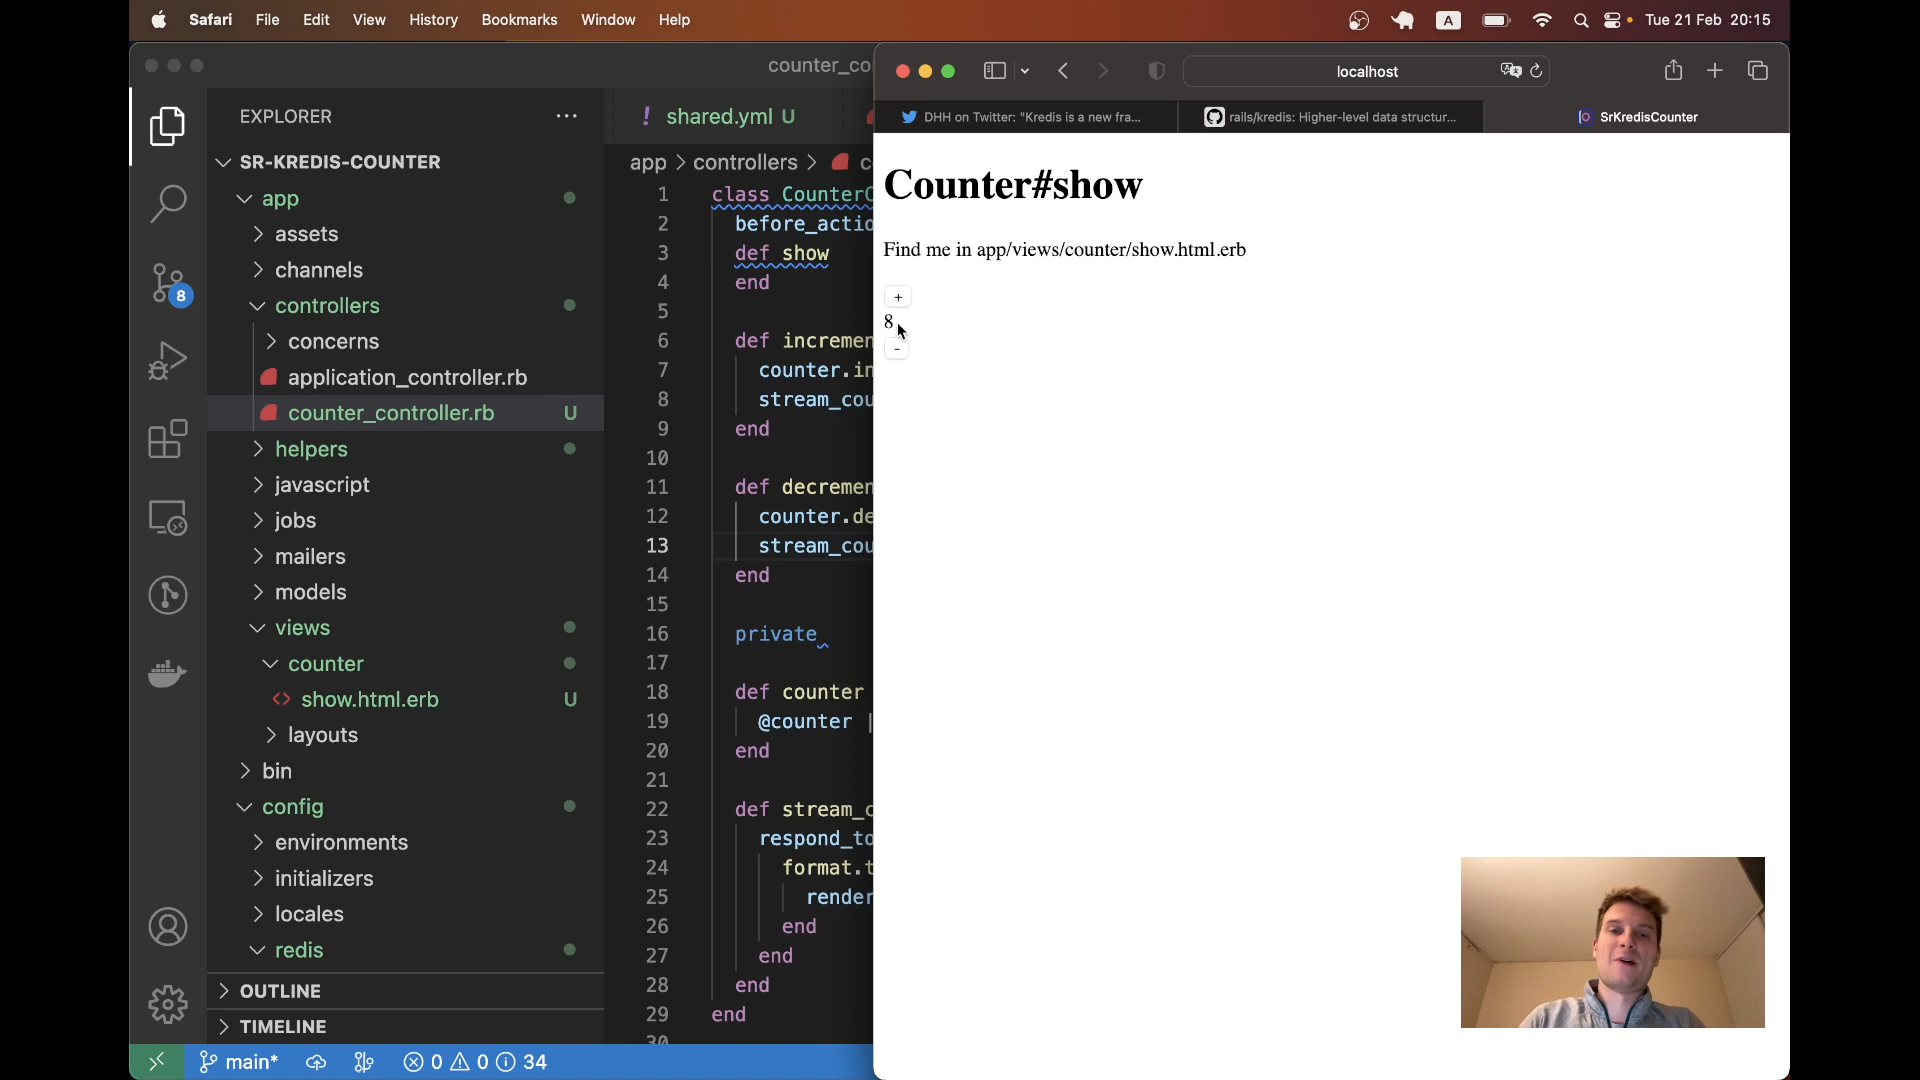 Safari File Edit View History Bookmarks Window Help A Tue 21 Feb 20:15
counter_co
EXPLORER
SR-KREDIS-COUNTER
app
assets
channels
controllers
concerns
application_controller.rb
counter_controller.rb U
helpers
javascript
jobs
mailers
models
views
counter
show.html.erb U
layouts
bin
config
environments
initializers
locales
redis
OUTLINE
TIMELINE
8
main* 0 0 34
! shared.yml U
app > controllers > c
1 class CounterC
2 before_actio
3 def show
4 end
5
6 def incremen
7 counter.in
8 stream_cou
9 end
10
11 def decremen
12 counter.de
13 stream_cou
14 end
15
16 private
17
18 def counter
19 @counter |
20 end
21
22 def stream_c
23 respond_to
24 format.t
25 render
26 end
27 end
28 end
29 end
30
localhost
DHH on Twitter: "Kredis is a new fra...
rails/kredis: Higher-level data structur...
SrKredisCounter
Counter#show
Find me in app/views/counter/show.html.erb
+
8
-